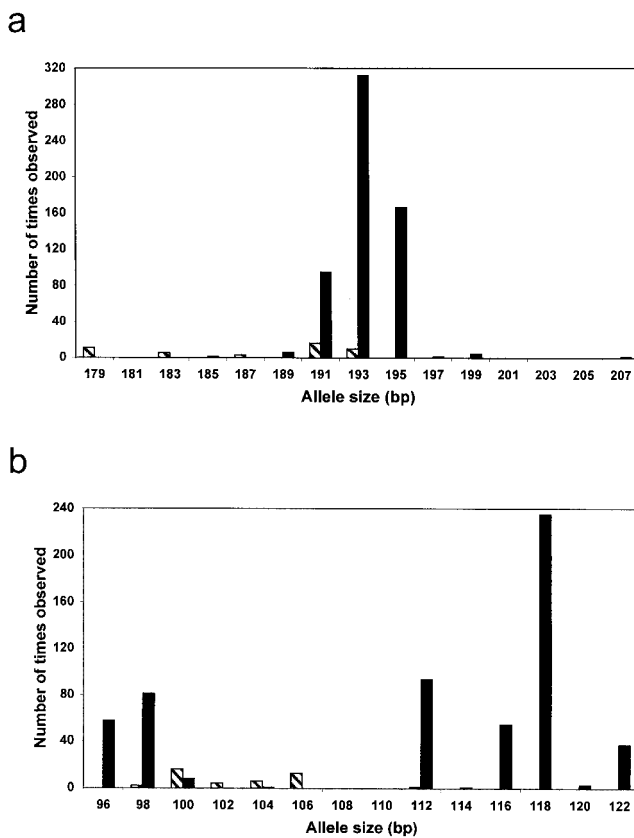 a
Number of times observed
320
280
240
200
160
120
80
40
0
179 181 183 185 187 189 191 193 195 197 199 201 203 205 207
Allele size (bp)
b
Number of times observed
240
200
160
120
80
40
0
96 98 100 102 104 106 108 110 112 114 116 118 120 122
Allele size (bp)